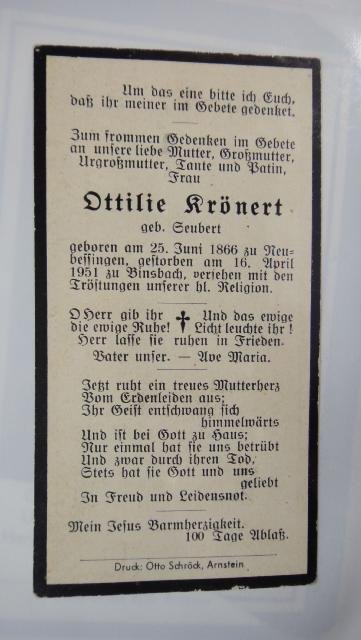 Um das eine bitte ich Euch,
daß ihr meiner im Gebete gedenket.
Zum frommen Gedenken im Gebete
an unsere liebe Mutter, Großmutter,
Urgroßmutter, Tante und Patin,
Frau
Ottilie Krönert
geb. Seubert
geboren am 25. Juni 1866 zu Neu-
bessingen, gestorben am 16. April
1951 zu Binsbach, versehen mit den
Tröstungen unserer hl. Religion.
O Herr gib ihr † Und das ewige
die ewige Ruhe! Licht leuchte ihr!
Herr lasse sie ruhen in Frieden.
Vater unser. — Ave Maria.
Jetzt ruht ein treues Mutterherz
Vom Erdenleiden aus;
Ihr Geist entschwang sich
himmelwärts
Und ist bei Gott zu Haus;
Nur einmal hat sie uns betrübt
Und zwar durch ihren Tod,
Stets hat sie Gott und uns
geliebt
In Freud und Leidensnot.
Mein Jesus Barmherzigkeit.
100 Tage Ablaß.
Druck: Otto Schröck, Arnstein